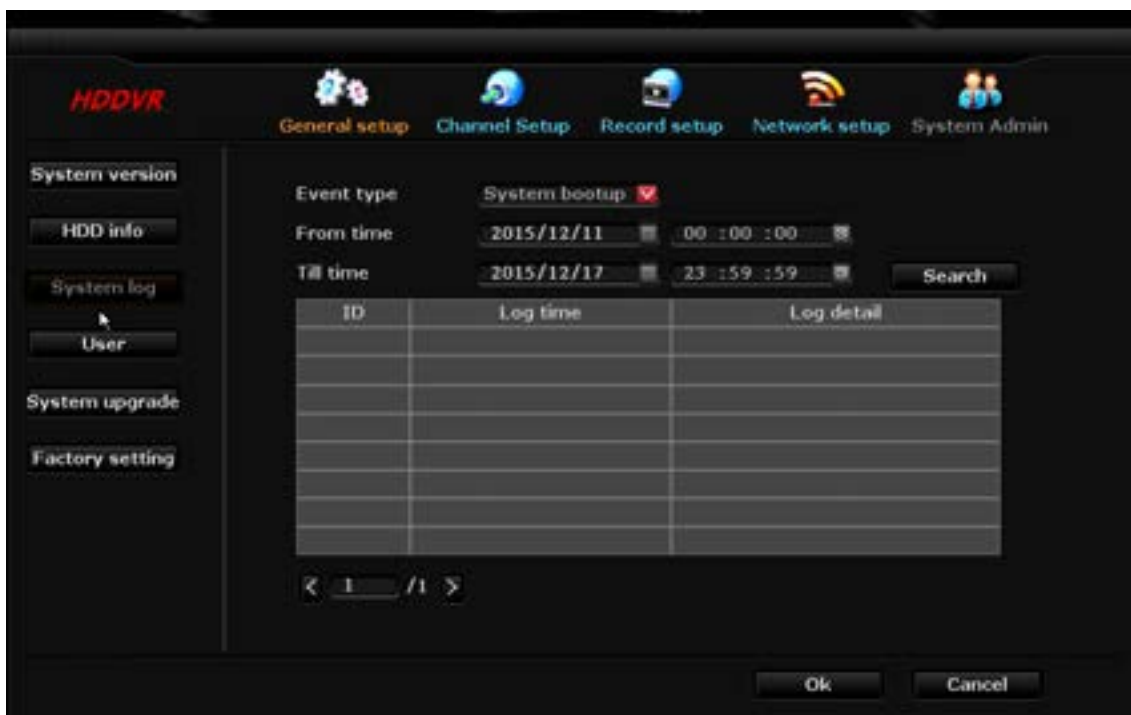 HDDVR
General setup Channel Setup Record setup Network setup System Admin
System version
HDD info
System log
User
System upgrade
Factory setting
Event type System bootup
From time 2015/12/11 00 :00 :00
Till time 2015/12/17 23 :59 :59 Search
ID Log time Log detail
< 1 /1 >
Ok Cancel